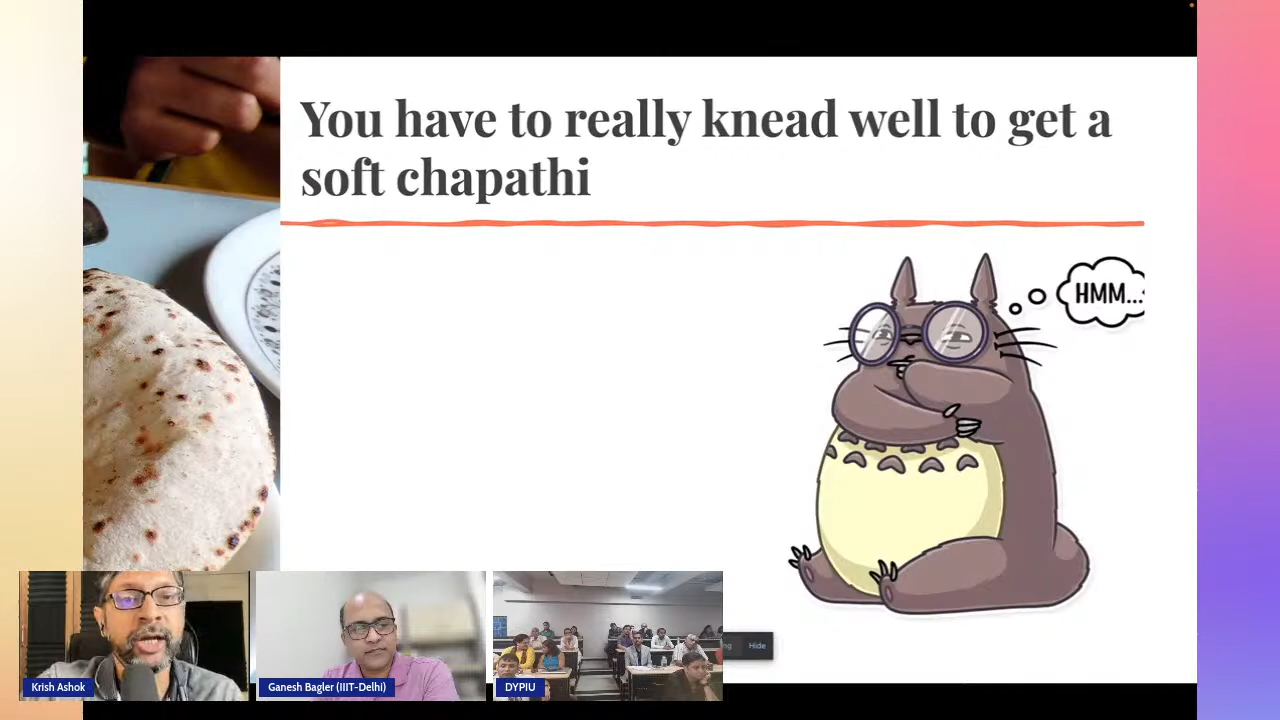 You have to really knead well to get a
soft chapathi
HMM...
Hide
Krish Ashok
Ganesh Bagler (IIIT-Delhi)
DYPIU